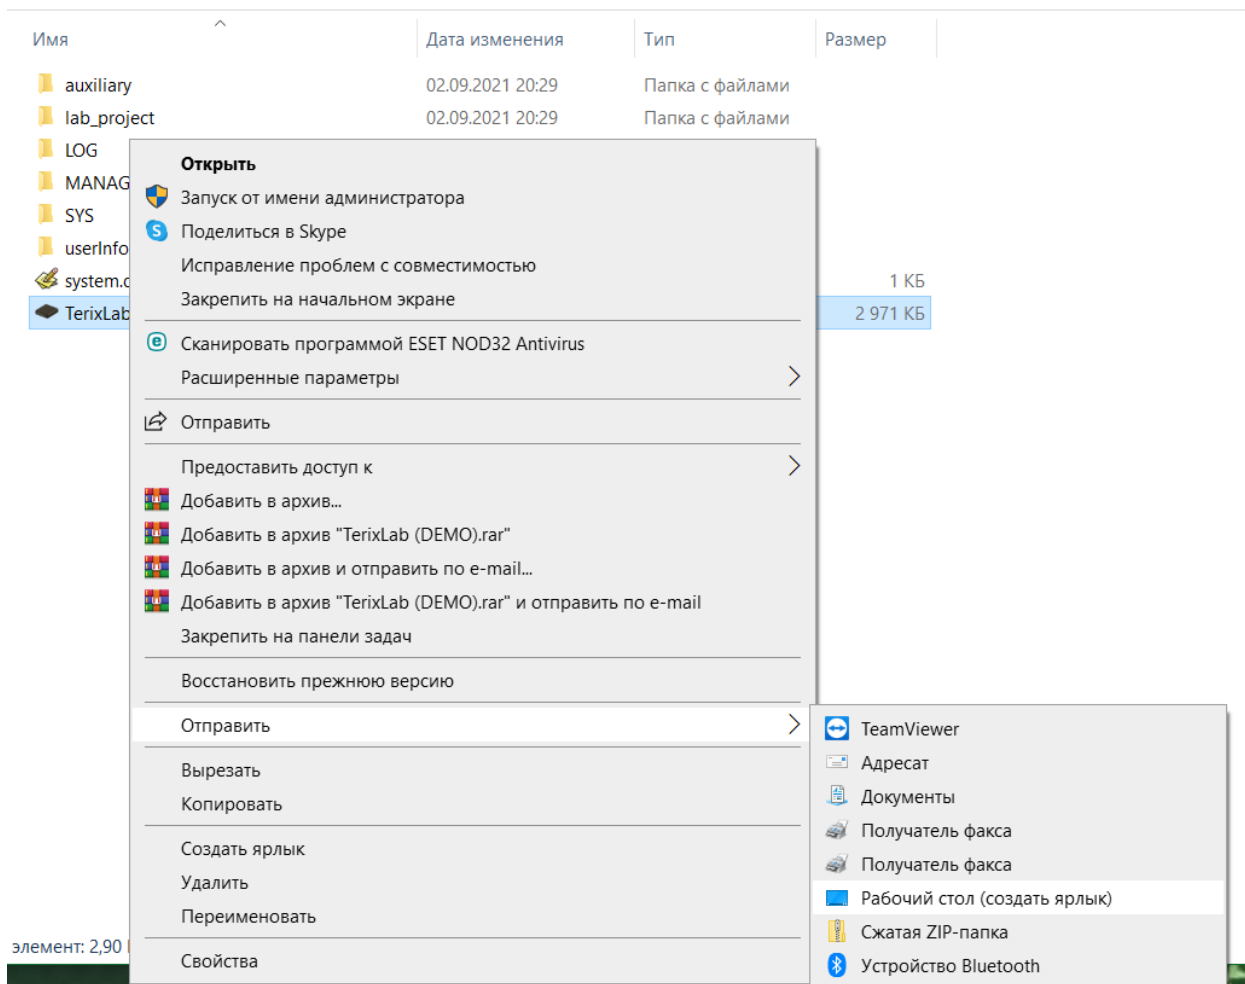 Имя Дата изменения Тип Размер
auxiliary 02.09.2021 20:29 Папка с файлами
lab_project 02.09.2021 20:29 Папка с файлами
LOG
MANAG
SYS
userInfo
system.c 1 КБ
TerixLab 2 971 КБ
Открыть
Запуск от имени администратора
Поделиться в Skype
Исправление проблем с совместимостью
Закрепить на начальном экране
Сканировать программой ESET NOD32 Antivirus
Расширенные параметры
Отправить
Предоставить доступ к
Добавить в архив...
Добавить в архив "TerixLab (DEMO).rar"
Добавить в архив и отправить по e-mail...
Добавить в архив "TerixLab (DEMO).rar" и отправить по e-mail
Закрепить на панели задач
Восстановить прежнюю версию
Отправить
Вырезать
Копировать
Создать ярлык
Удалить
Переименовать
Свойства
TeamViewer
Адресат
Документы
Получатель факса
Получатель факса
Рабочий стол (создать ярлык)
Сжатая ZIP-папка
Устройство Bluetooth
элемент: 2,90